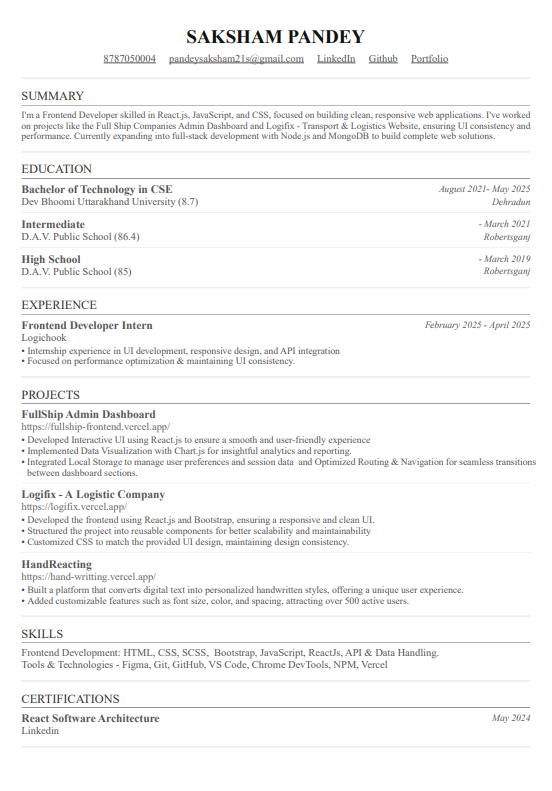 SAKSHAM PANDEY
8787050004 pandeysaksham21s@gmail.com LinkedIn Github Portfolio
SUMMARY
I'm a Frontend Developer skilled in React.js, JavaScript, and CSS, focused on building clean, responsive web applications. I've worked
on projects like the Full Ship Companies Admin Dashboard and Logifix - Transport & Logistics Website, ensuring UI consistency and
performance. Currently expanding into full-stack development with Node.js and MongoDB to build complete web solutions.
EDUCATION
Bachelor of Technology in CSE August 2021- May 2025
Dev Bhoomi Uttarakhand University (8.7) Dehradun
Intermediate - March 2021
D.A.V. Public School (86.4) Robertsganj
High School - March 2019
D.A.V. Public School (85) Robertsganj
EXPERIENCE
Frontend Developer Intern February 2025 - April 2025
Logichook
• Internship experience in UI development, responsive design, and API integration
• Focused on performance optimization & maintaining UI consistency.
PROJECTS
FullShip Admin Dashboard
https://fullship-frontend.vercel.app/
• Developed Interactive UI using React.js to ensure a smooth and user-friendly experience
• Implemented Data Visualization with Chart.js for insightful analytics and reporting.
• Integrated Local Storage to manage user preferences and session data and Optimized Routing & Navigation for seamless transitions
between dashboard sections.
Logifix - A Logistic Company
https://logifix.vercel.app/
• Developed the frontend using React.js and Bootstrap, ensuring a responsive and clean UI.
• Structured the project into reusable components for better scalability and maintainability
• Customized CSS to match the provided UI design, maintaining design consistency.
HandReacting
https://hand-writting.vercel.app/
• Built a platform that converts digital text into personalized handwritten styles, offering a unique user experience.
• Added customizable features such as font size, color, and spacing, attracting over 500 active users.
SKILLS
Frontend Development: HTML, CSS, SCSS, Bootstrap, JavaScript, ReactJs, API & Data Handling.
Tools & Technologies - Figma, Git, GitHub, VS Code, Chrome DevTools, NPM, Vercel
CERTIFICATIONS
React Software Architecture May 2024
Linkedin